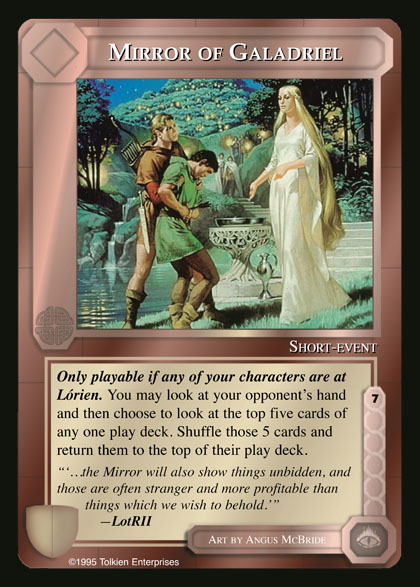 Mirror of Galadriel
Short-event
Only playable if any of your characters are at
Lórien. You may look at your opponent's hand
and then choose to look at the top five cards of
any one play deck. Shuffle those 5 cards and
return them to the top of their play deck.
7
“‘…the Mirror will also show things unbidden, and
those are often stranger and more profitable than
things which we wish to behold.’”
—LotRII
Art by Angus McBride
©1995 Tolkien Enterprises